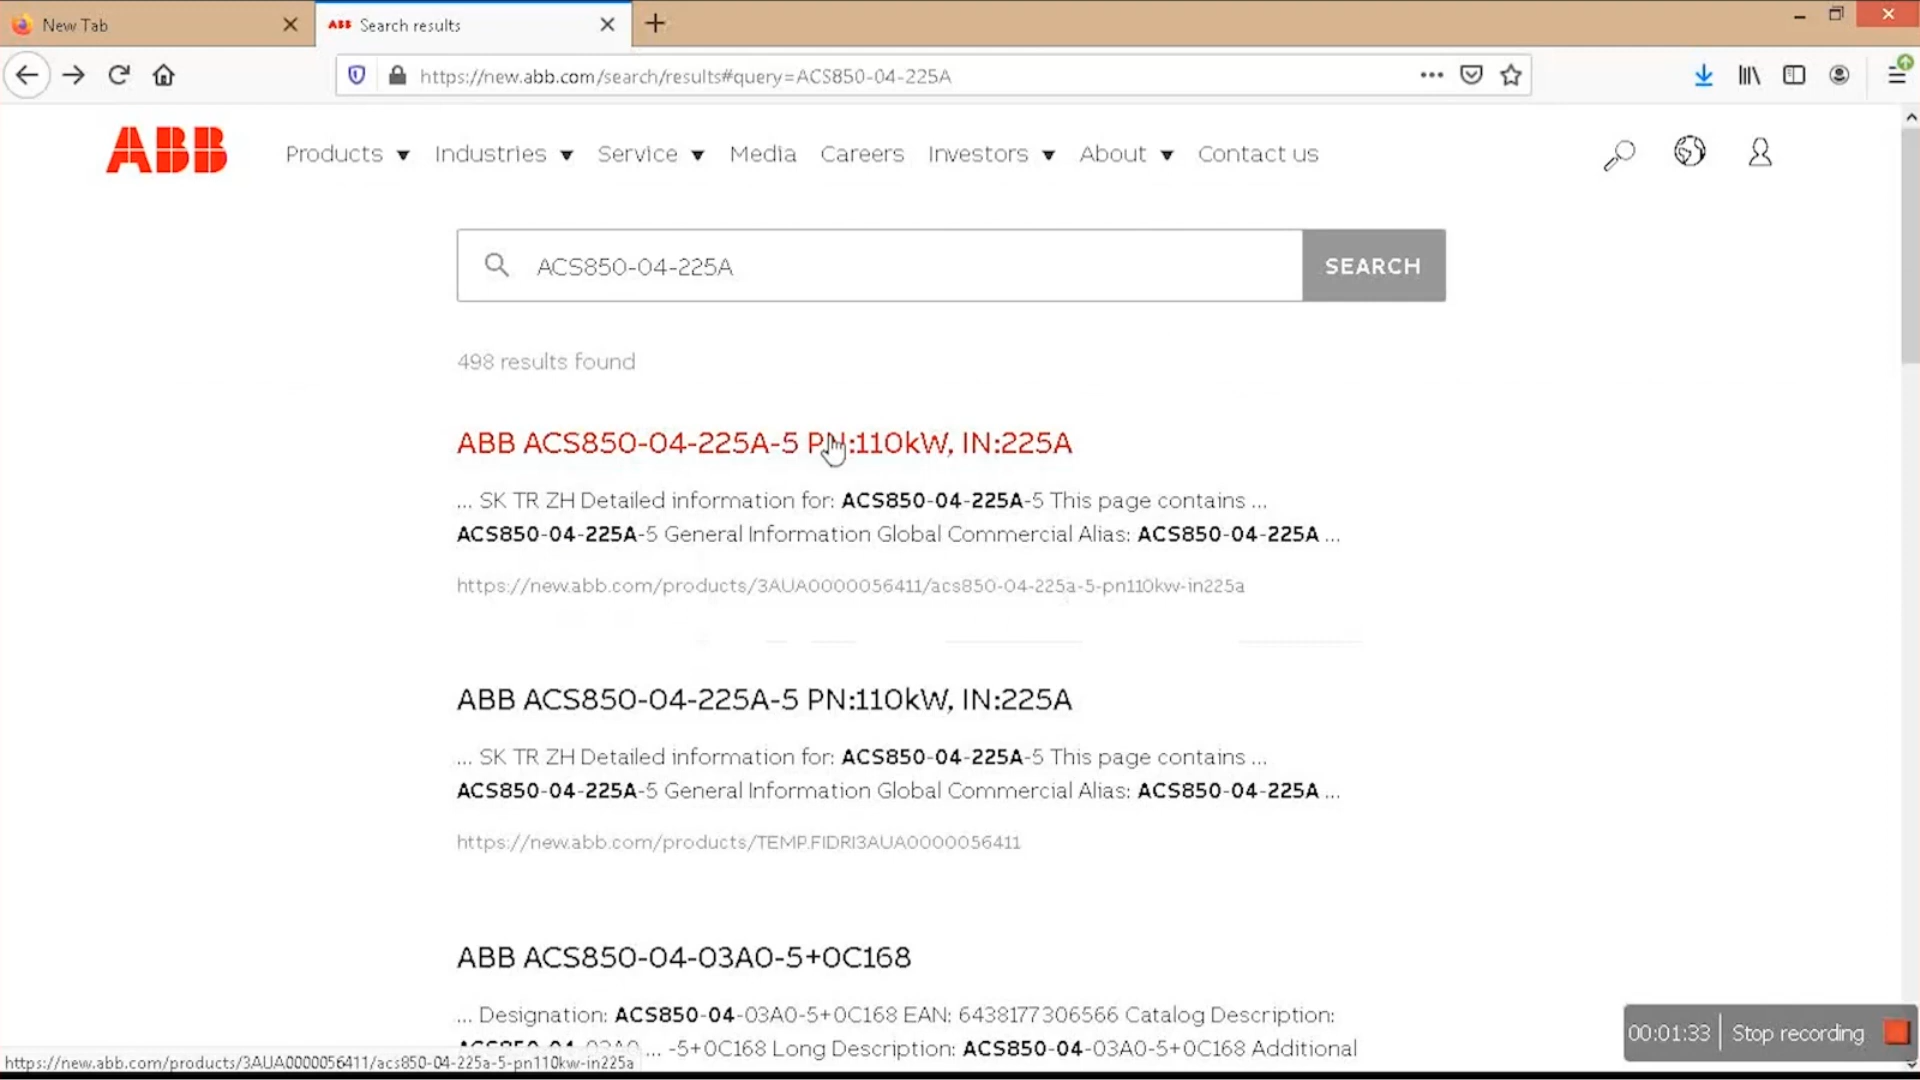 New Tab
ABB Search results
https://new.abb.com/search/results#query=ACS850-04-225A
ABB
Products
Industries
Service
Media
Careers
Investors
About
Contact us
ACS850-04-225A
SEARCH
498 results found
ABB ACS850-04-225A-5 PN:110kW, IN:225A
... SK TR ZH Detailed information for: ACS850-04-225A-5 This page contains ...
ACS850-04-225A-5 General Information Global Commercial Alias: ACS850-04-225A ...
https://new.abb.com/products/3AUA0000056411/acs850-04-225a-5-pn110kw-in225a
ABB ACS850-04-225A-5 PN:110kW, IN:225A
... SK TR ZH Detailed information for: ACS850-04-225A-5 This page contains ...
ACS850-04-225A-5 General Information Global Commercial Alias: ACS850-04-225A ...
https://new.abb.com/products/TEMP.FIDRI3AUA0000056411
ABB ACS850-04-03A0-5+0C168
... Designation: ACS850-04-03A0-5+0C168 EAN: 6438177306566 Catalog Description:
ACS850-04-03A0 ... -5+0C168 Long Description: ACS850-04-03A0-5+0C168 Additional
https://new.abb.com/products/3AUA0000056411/acs850-04-225a-5-pn110kw-in225a
00:01:33
Stop recording